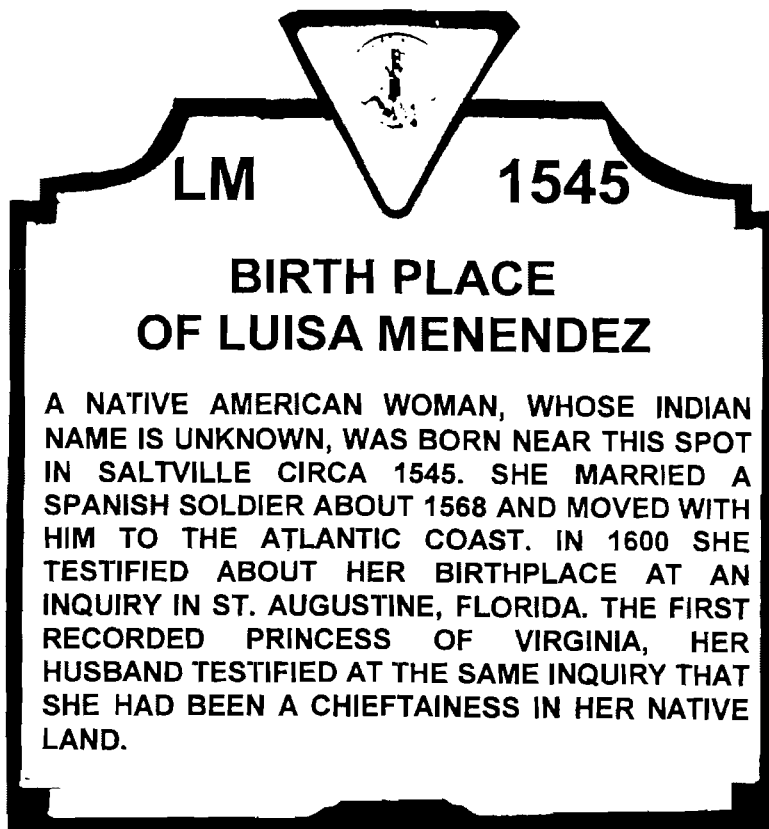 LM 1545
BIRTH PLACE
OF LUISA MENENDEZ
A NATIVE AMERICAN WOMAN, WHOSE INDIAN
NAME IS UNKNOWN, WAS BORN NEAR THIS SPOT
IN SALTVILLE CIRCA 1545. SHE MARRIED A
SPANISH SOLDIER ABOUT 1568 AND MOVED WITH
HIM TO THE ATLANTIC COAST. IN 1600 SHE
TESTIFIED ABOUT HER BIRTHPLACE AT AN
INQUIRY IN ST. AUGUSTINE, FLORIDA. THE FIRST
RECORDED PRINCESS OF VIRGINIA, HER
HUSBAND TESTIFIED AT THE SAME INQUIRY THAT
SHE HAD BEEN A CHIEFTAINESS IN HER NATIVE
LAND.